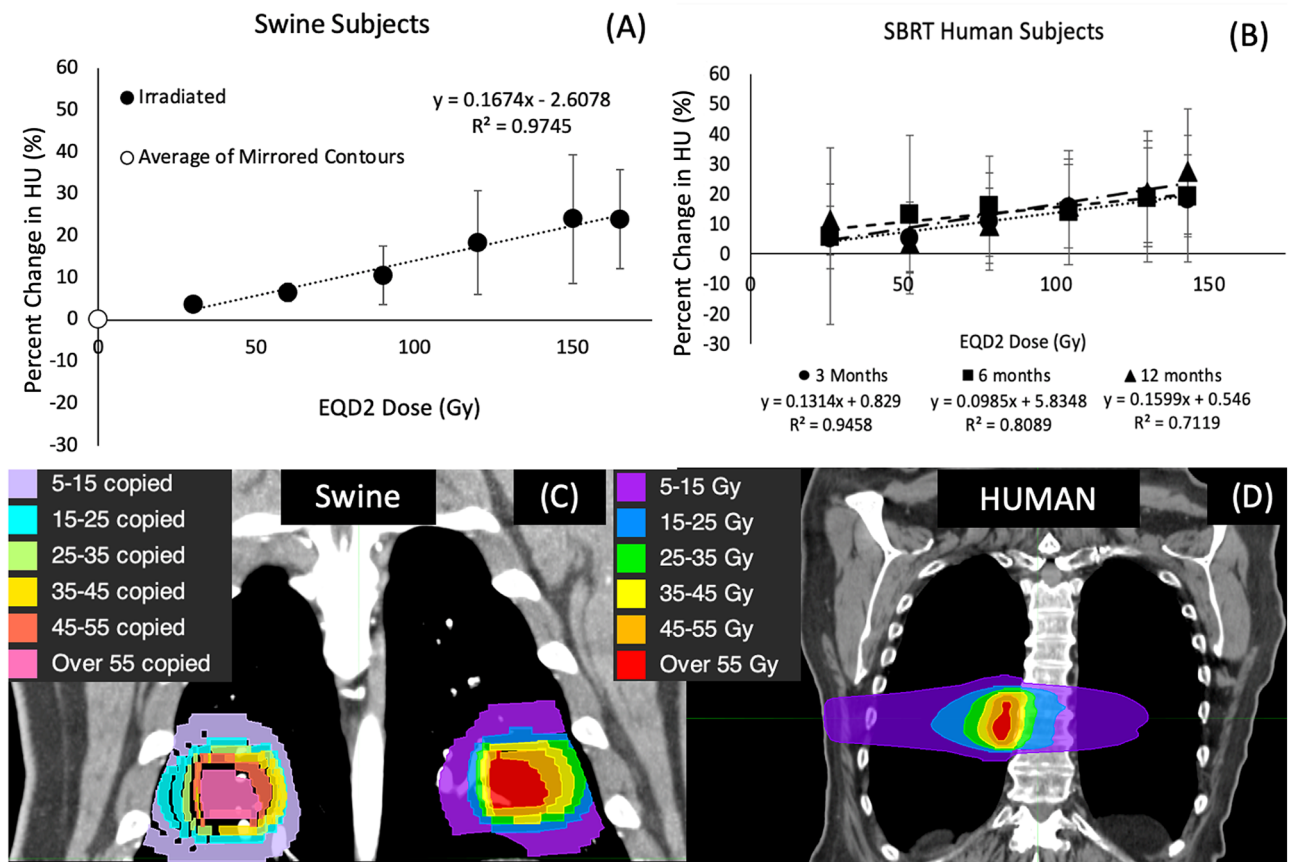 Swine Subjects
(A)
Percent Change in HU (%)
60
50
40
30
20
10
0
-10
-20
-30
Irradiated
Average of Mirrored Contours
y = 0.1674x - 2.6078
R² = 0.9745
0
50
100
150
EQD2 Dose (Gy)
SBRT Human Subjects
(B)
Percent Change in HU (%)
60
50
40
30
20
10
0
-10
-20
-30
0
50
100
150
EQD2 Dose (Gy)
3 Months
y = 0.1314x + 0.829
R² = 0.9458
6 months
y = 0.0985x + 5.8348
R² = 0.8089
12 months
y = 0.1599x + 0.546
R² = 0.7119
5-15 copied
15-25 copied
25-35 copied
35-45 copied
45-55 copied
Over 55 copied
Swine
(C)
5-15 Gy
15-25 Gy
25-35 Gy
35-45 Gy
45-55 Gy
Over 55 Gy
HUMAN
(D)